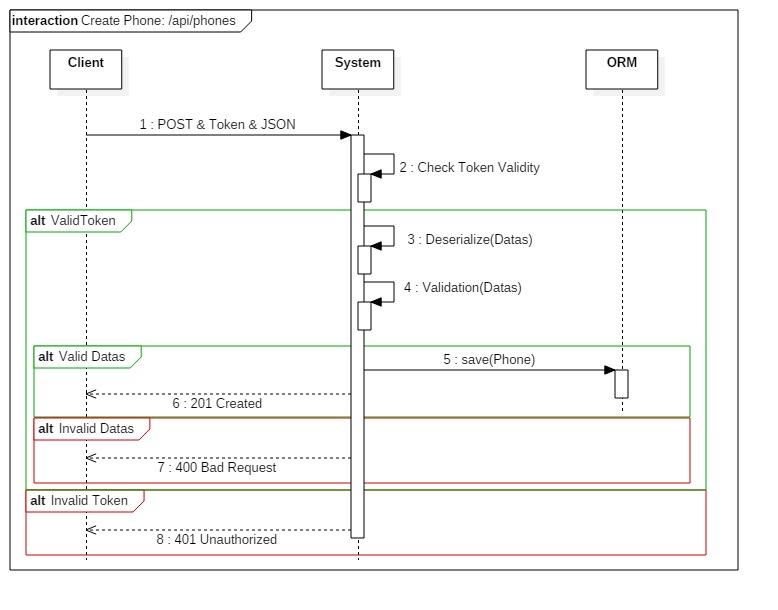 interaction Create Phone: /api/phones
Client
System
ORM
1 : POST & Token & JSON
2 : Check Token Validity
alt ValidToken
3 : Deserialize(Datas)
4 : Validation(Datas)
alt Valid Datas
5 : save(Phone)
6 : 201 Created
alt Invalid Datas
7 : 400 Bad Request
alt Invalid Token
8 : 401 Unauthorized